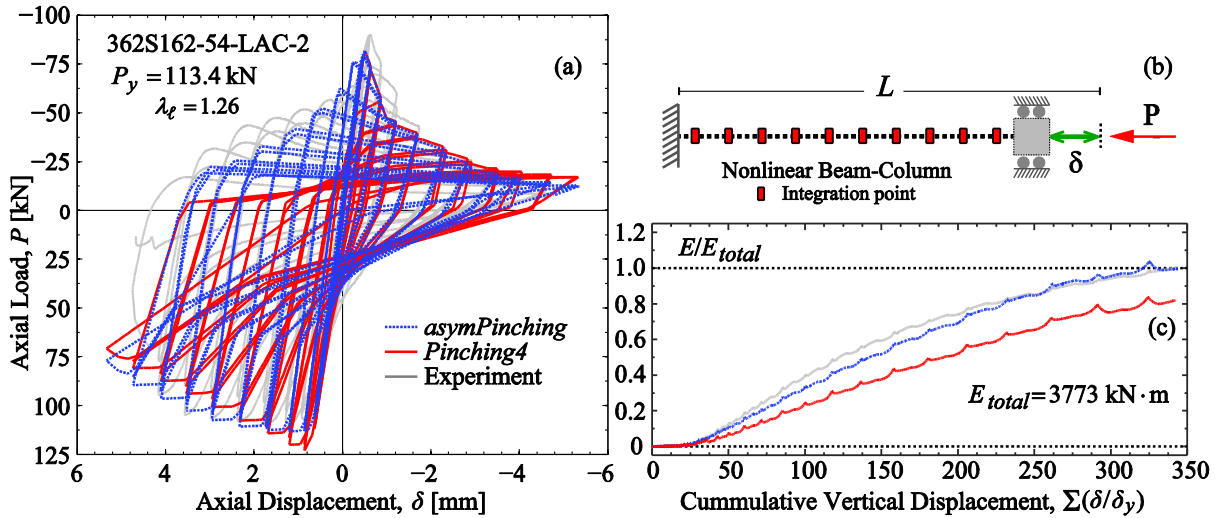 −100
−75
−50
−25
0
25
50
75
100
125
Axial Load, P [kN]
362S162-54-LAC-2
P_y = 113.4 kN
λ_ℓ = 1.26
(a)
asymPinching
Pinching4
Experiment
6 4 2 0 −2 −4 −6
Axial Displacement, δ [mm]
(b)
L
P
δ
Nonlinear Beam-Column
Integration point
1.2
1.0
0.8
0.6
0.4
0.2
0
E/E_total
(c)
E_total = 3773 kN·m
0 50 100 150 200 250 300 350
Cummulative Vertical Displacement, Σ(δ/δ_y)